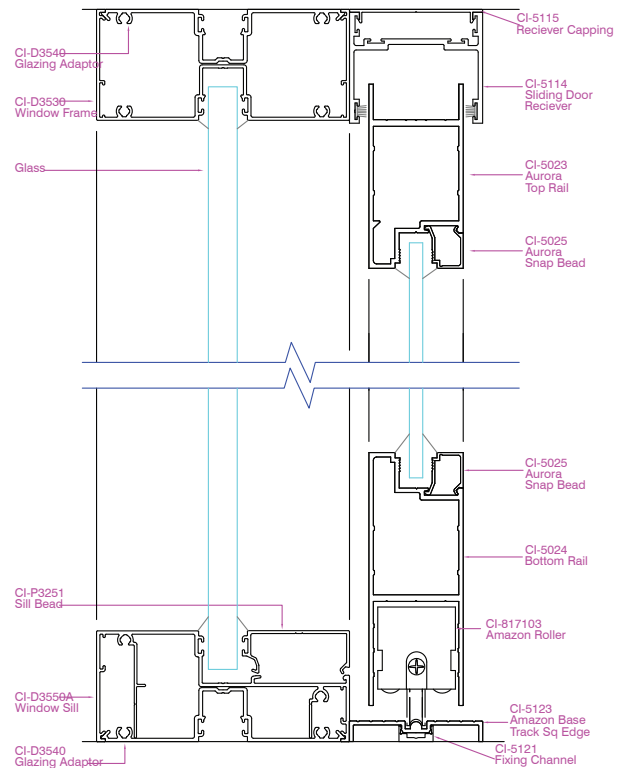 CI-D3540
Glazing Adaptor
CI-D3530
Window Frame
Glass
CI-P3251
Sill Bead
CI-D3550A
Window Sill
CI-D3540
Glazing Adaptor
CI-5115
Reciever Capping
CI-5114
Sliding Door
Reciever
CI-5023
Aurora
Top Rail
CI-5025
Aurora
Snap Bead
CI-5025
Aurora
Snap Bead
CI-5024
Bottom Rail
CI-817103
Amazon Roller
CI-5123
Amazon Base
Track Sq Edge
CI-5121
Fixing Channel